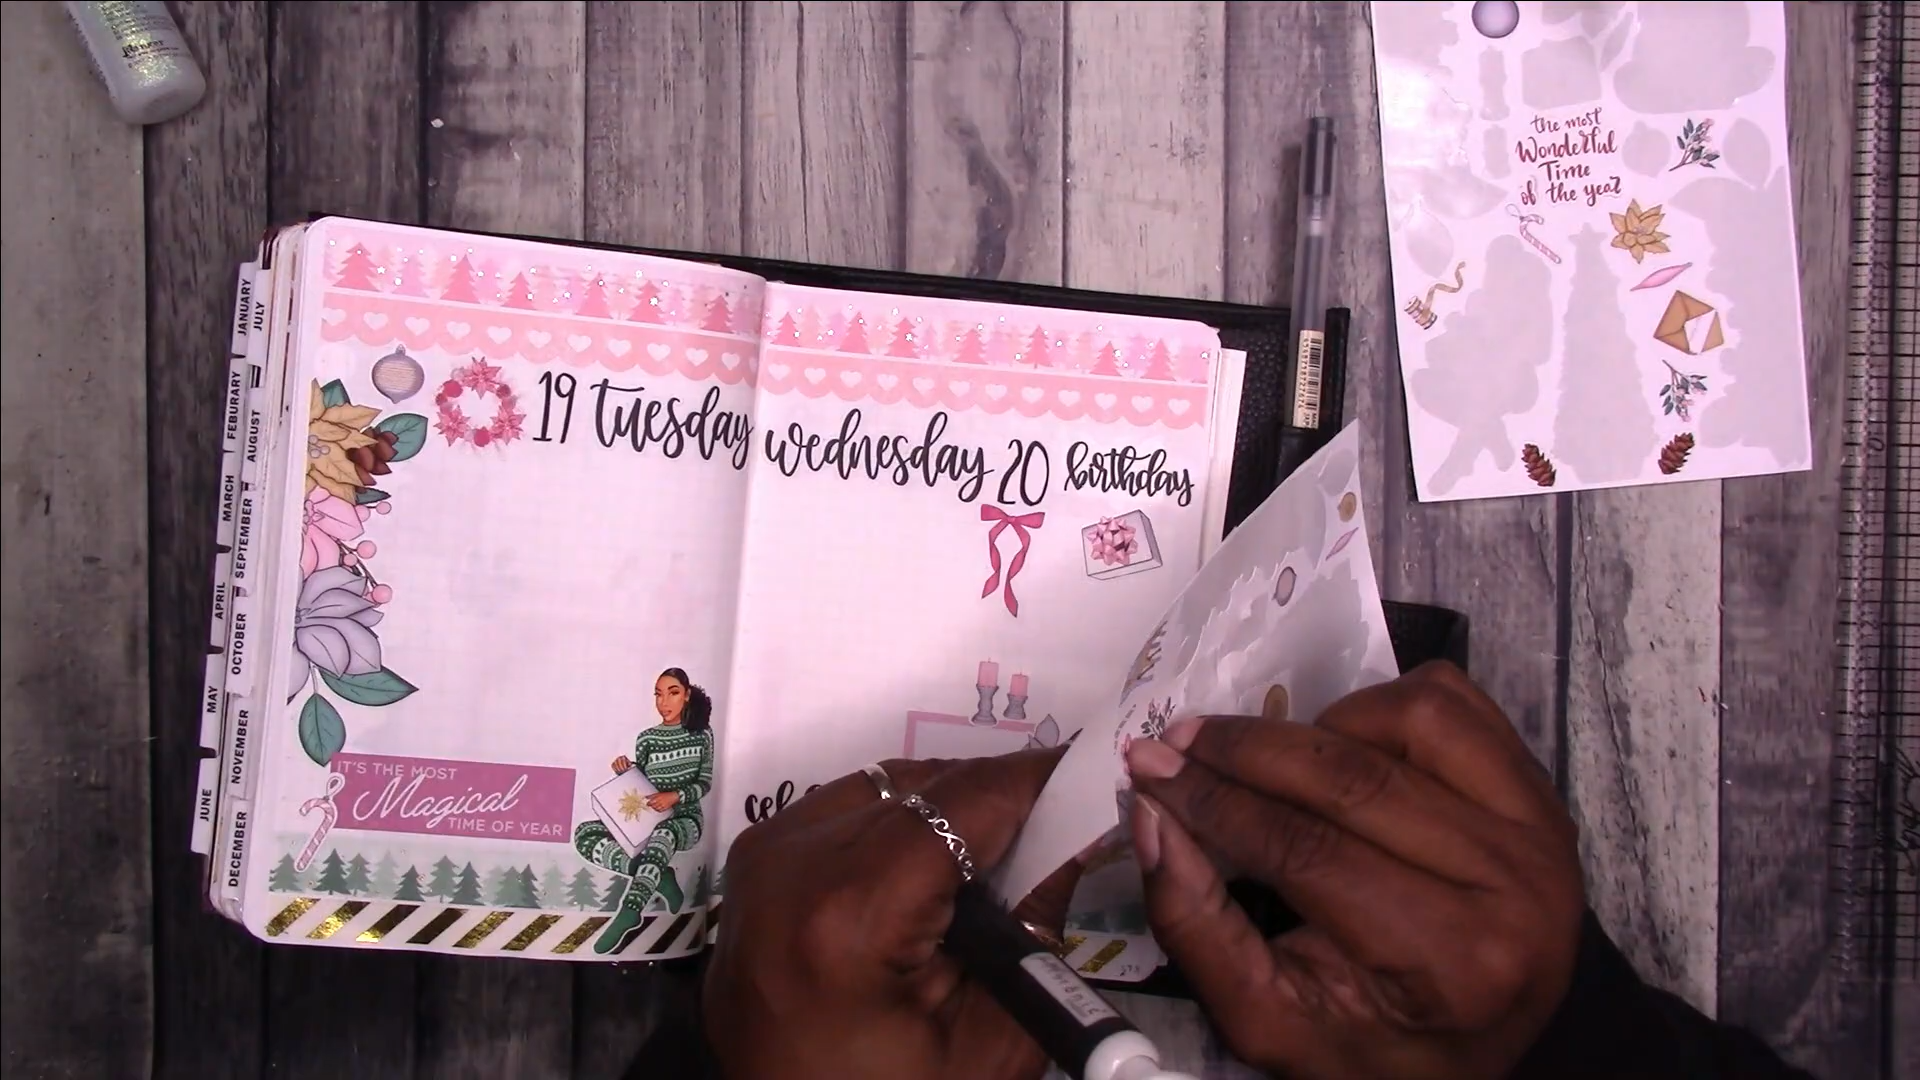 the most
Wonderful
Time
of the year
JANUARY
JULY
FEBURARY
AUGUST
MARCH
SEPTEMBER
APRIL
OCTOBER
MAY
NOVEMBER
JUNE
DECEMBER
19 tuesday
wednesday 20 birthday
IT'S THE MOST
Magical
TIME OF YEAR